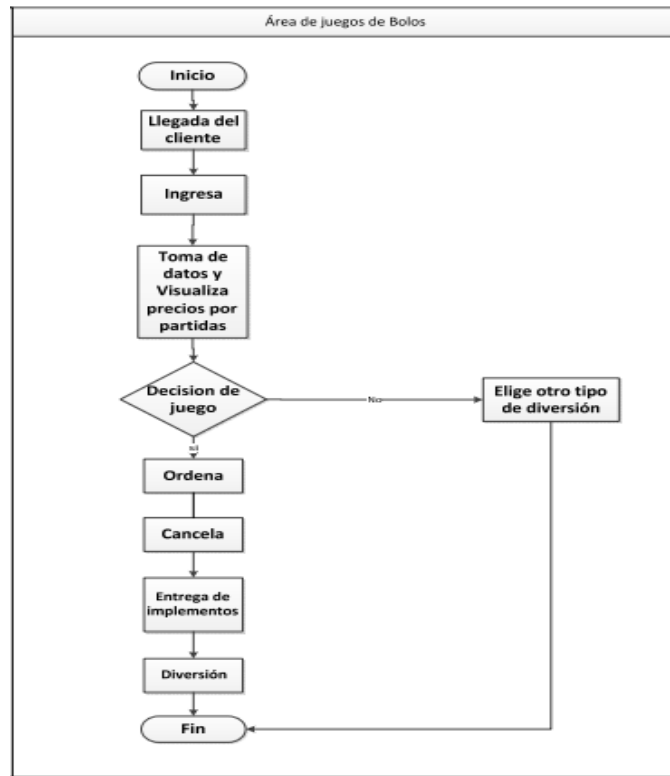 Área de juegos de Bolos
Inicio
Llegada del
cliente
Ingresa
Toma de
datos y
Visualiza
precios por
partidas
Decision de
juego
No
Elige otro tipo
de diversión
si
Ordena
Cancela
Entrega de
implementos
Diversión
Fin